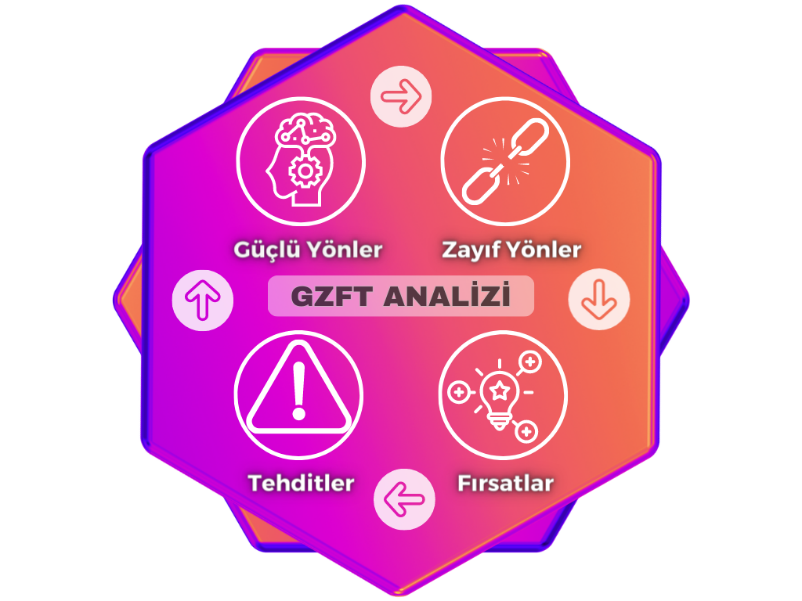 Güçlü Yönler
Zayıf Yönler
GZFT ANALİZİ
Tehditler
Fırsatlar